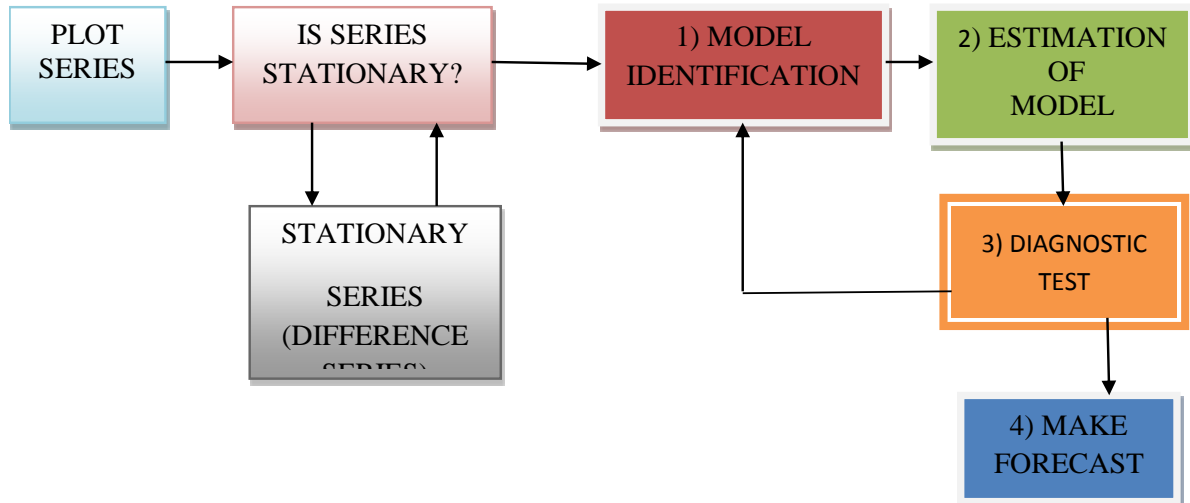 PLOT
SERIES
IS SERIES
STATIONARY?
1) MODEL
IDENTIFICATION
2) ESTIMATION
OF
MODEL
STATIONARY
SERIES
(DIFFERENCE
SERIES)
3) DIAGNOSTIC
TEST
4) MAKE
FORECAST